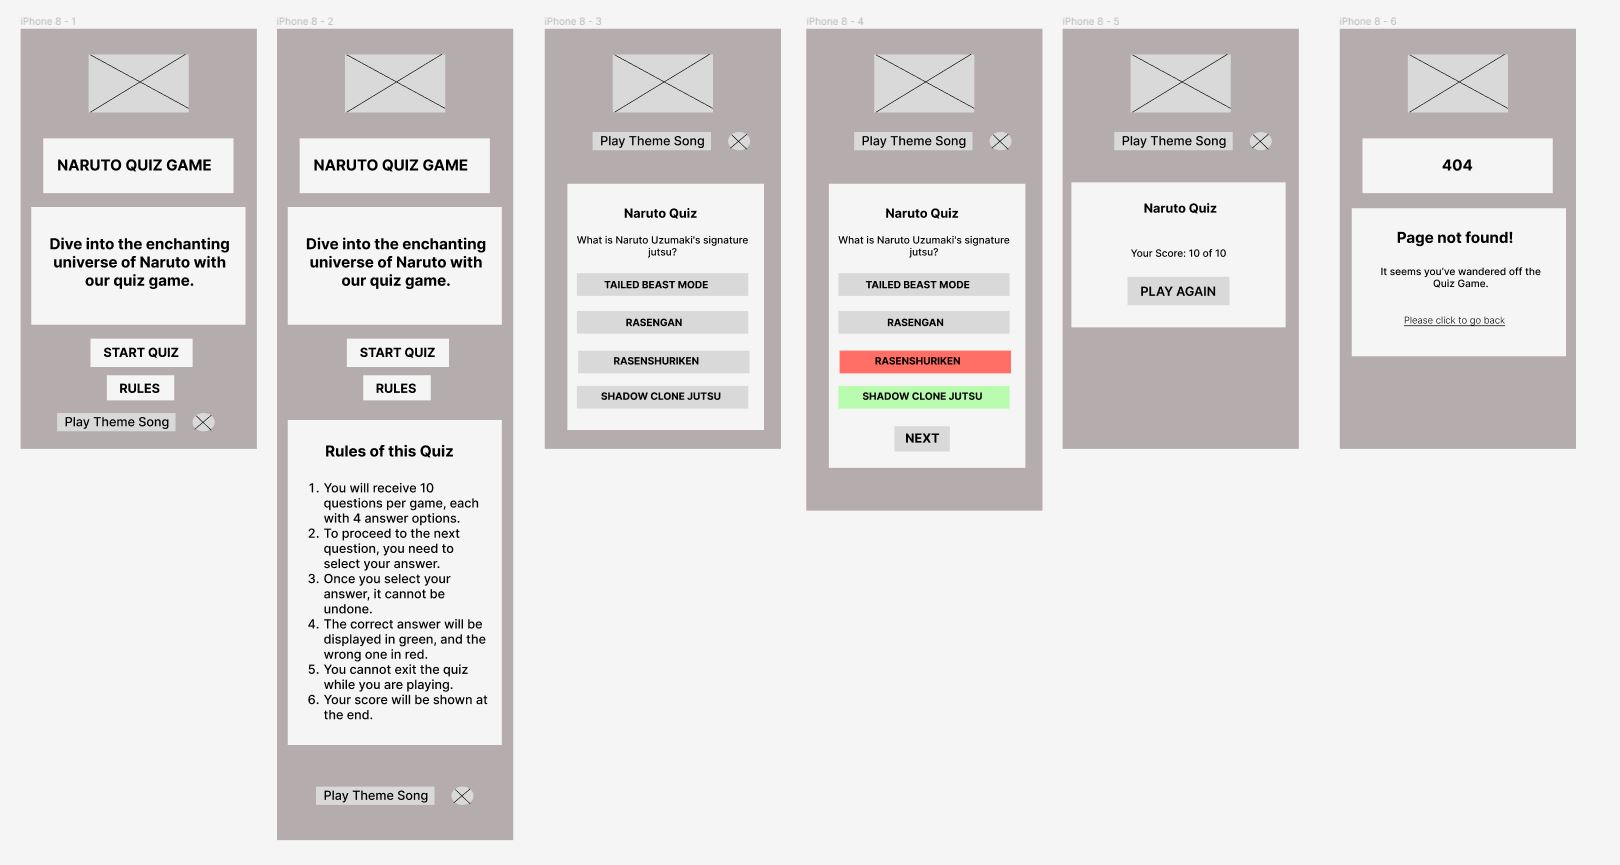 iPhone 8 - 1
NARUTO QUIZ GAME
Dive into the enchanting
universe of Naruto with
our quiz game.
START QUIZ
RULES
Play Theme Song
iPhone 8 - 2
NARUTO QUIZ GAME
Dive into the enchanting
universe of Naruto with
our quiz game.
START QUIZ
RULES
Rules of this Quiz
1. You will receive 10
questions per game, each
with 4 answer options.
2. To proceed to the next
question, you need to
select your answer.
3. Once you select your
answer, it cannot be
undone.
4. The correct answer will be
displayed in green, and the
wrong one in red.
5. You cannot exit the quiz
while you are playing.
6. Your score will be shown at
the end.
Play Theme Song
iPhone 8 - 3
Play Theme Song
Naruto Quiz
What is Naruto Uzumaki's signature
jutsu?
TAILED BEAST MODE
RASENGAN
RASENSHURIKEN
SHADOW CLONE JUTSU
iPhone 8 - 4
Play Theme Song
Naruto Quiz
What is Naruto Uzumaki's signature
jutsu?
TAILED BEAST MODE
RASENGAN
RASENSHURIKEN
SHADOW CLONE JUTSU
NEXT
iPhone 8 - 5
Play Theme Song
Naruto Quiz
Your Score: 10 of 10
PLAY AGAIN
iPhone 8 - 6
404
Page not found!
It seems you've wandered off the
Quiz Game.
Please click to go back